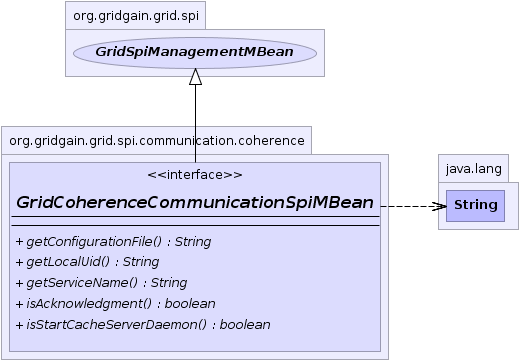 org.gridgain.grid.spi
GridSpiManagementMBean
org.gridgain.grid.spi.communication.coherence
<<interface>>
GridCoherenceCommunicationSpiMBean
+ getConfigurationFile() : String
+ getLocalUid() : String
+ getServiceName() : String
+ isAcknowledgment() : boolean
+ isStartCacheServerDaemon() : boolean
java.lang
String